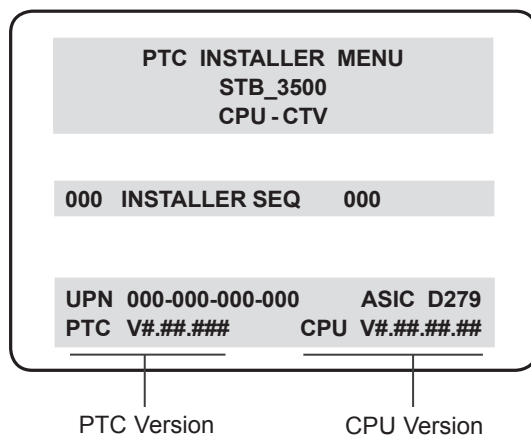 PTC INSTALLER MENU
STB_3500
CPU - CTV
000 INSTALLER SEQ 000
UPN 000-000-000-000 ASIC D279
PTC V#.##.### CPU V#.##.##.##
PTC Version CPU Version